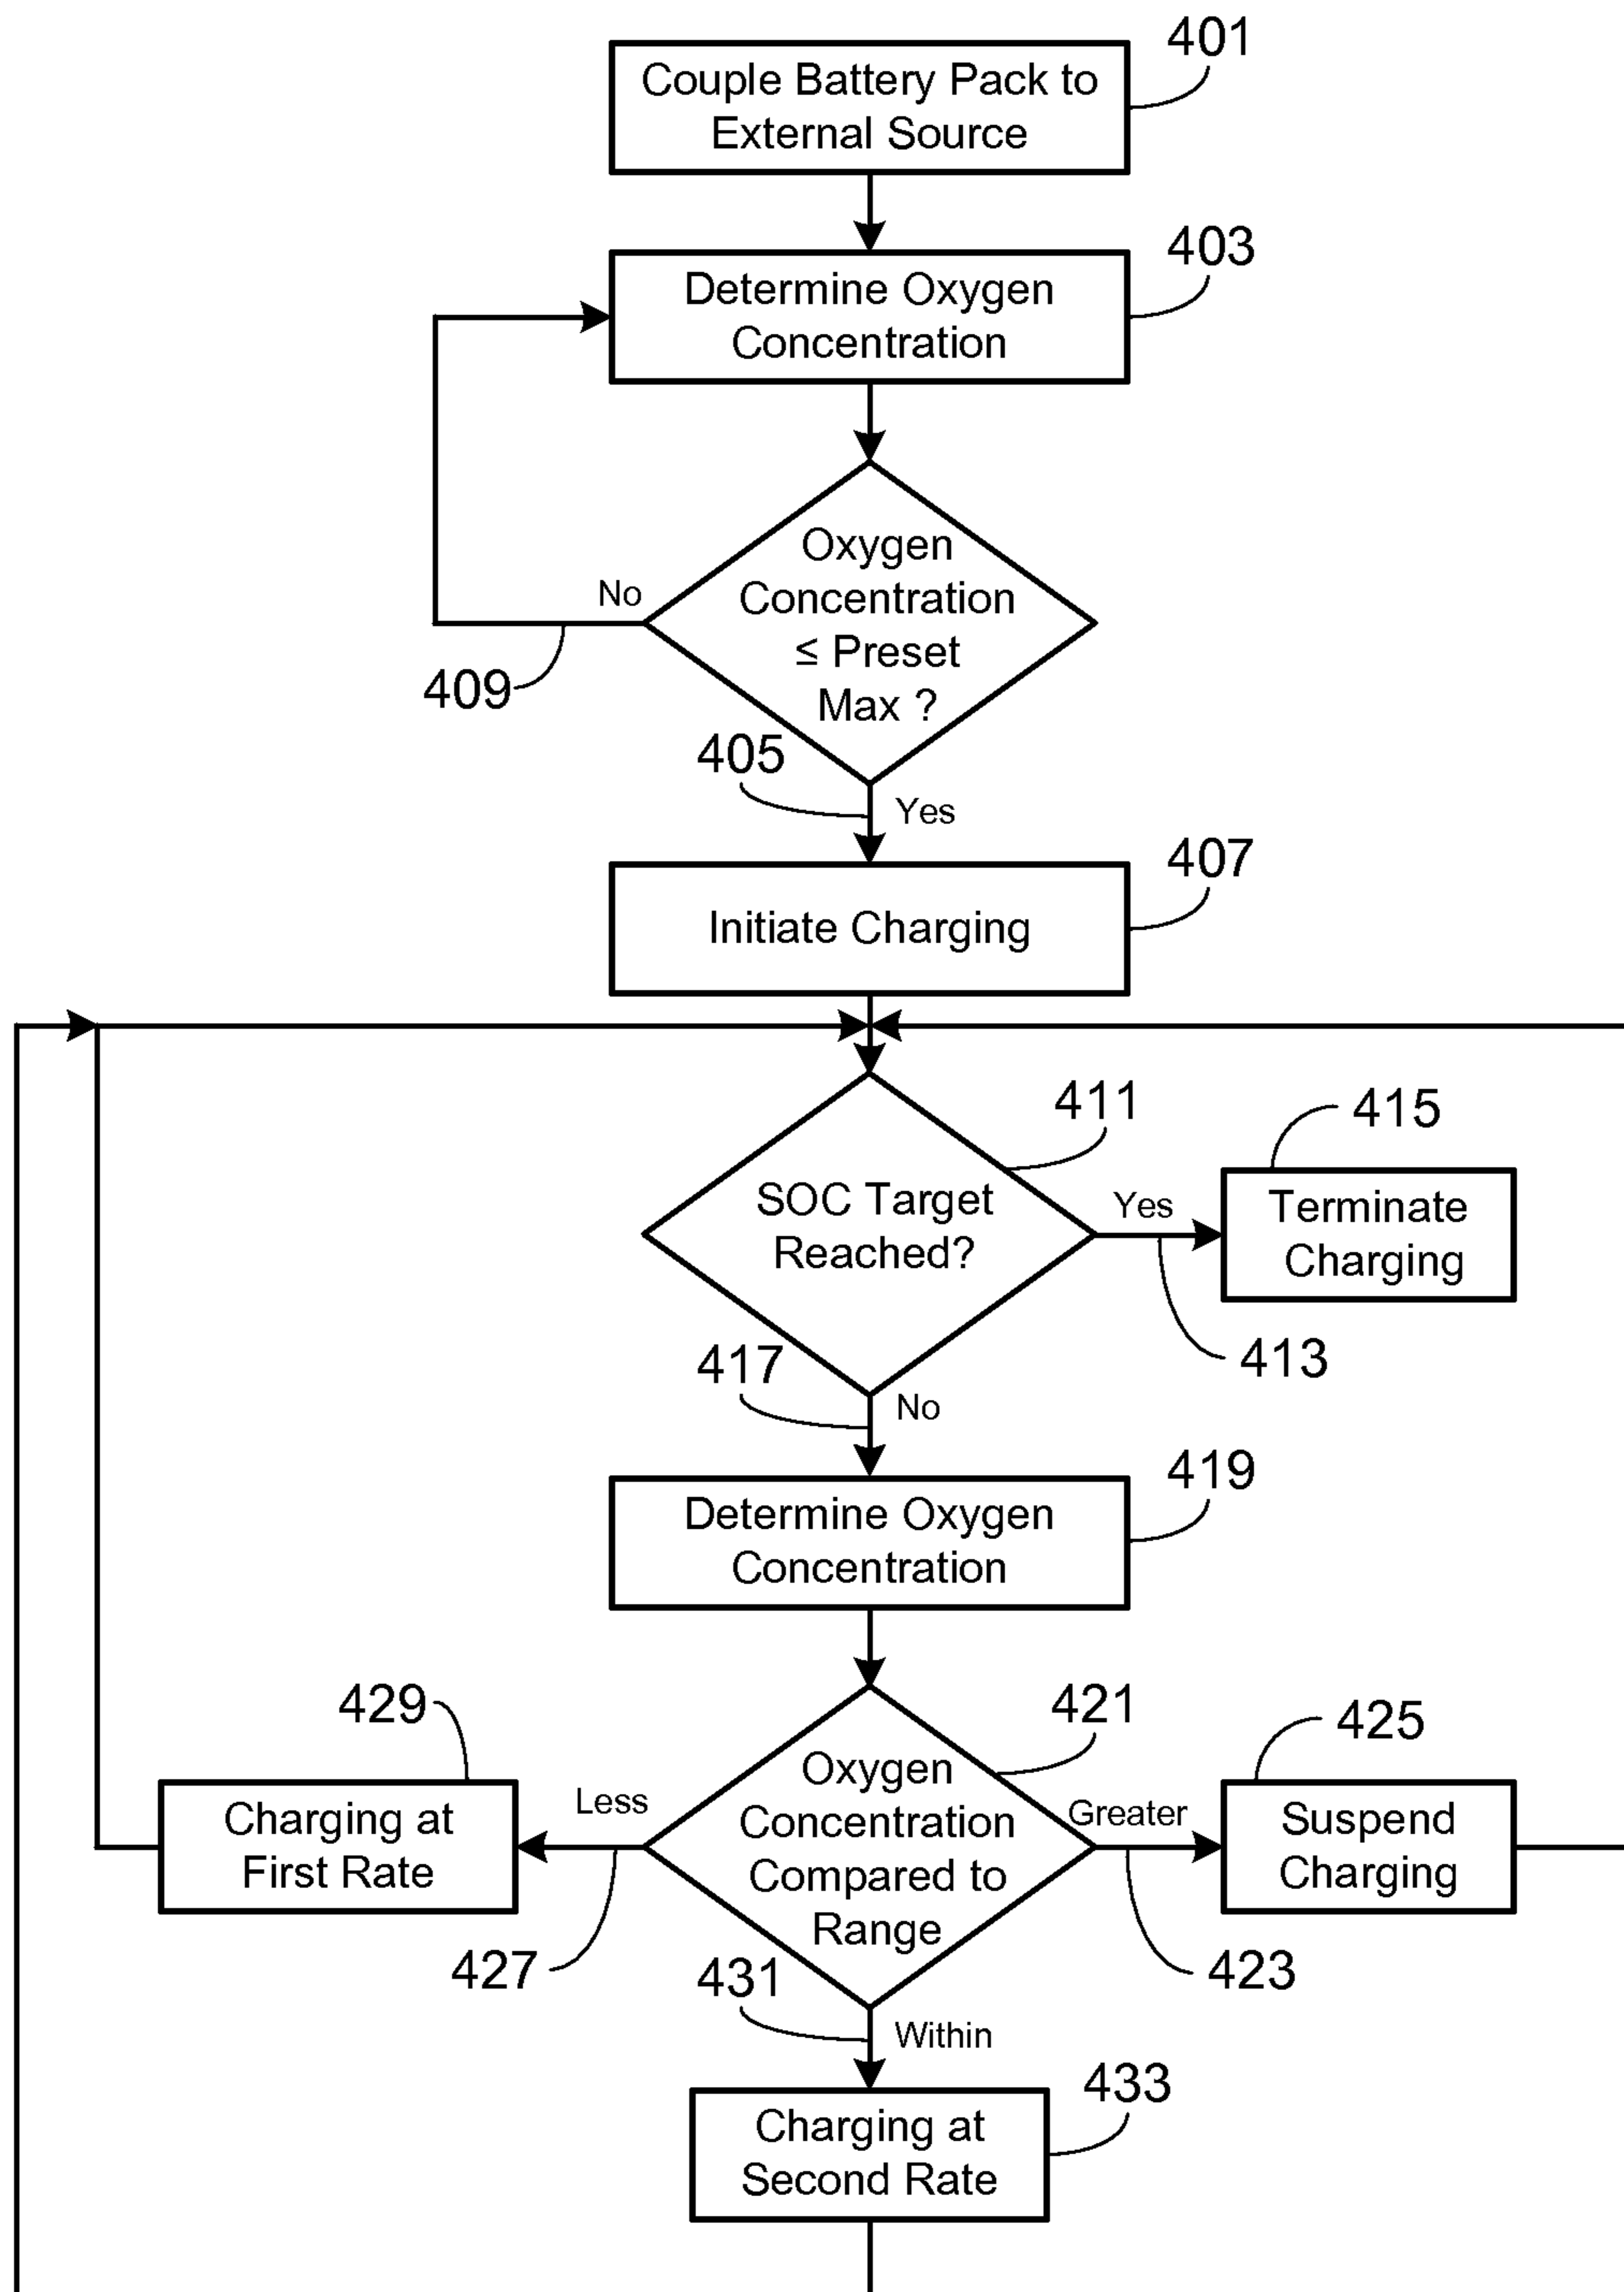 401
Couple Battery Pack to
External Source
403
Determine Oxygen
Concentration
Oxygen
Concentration
≤ Preset
Max ?
No
409
405
Yes
407
Initiate Charging
411
SOC Target
Reached?
Yes
415
Terminate
Charging
413
417
No
419
Determine Oxygen
Concentration
421
Oxygen
Concentration
Compared to
Range
429
Less
Charging at
First Rate
427
Greater
425
Suspend
Charging
423
431
Within
433
Charging at
Second Rate